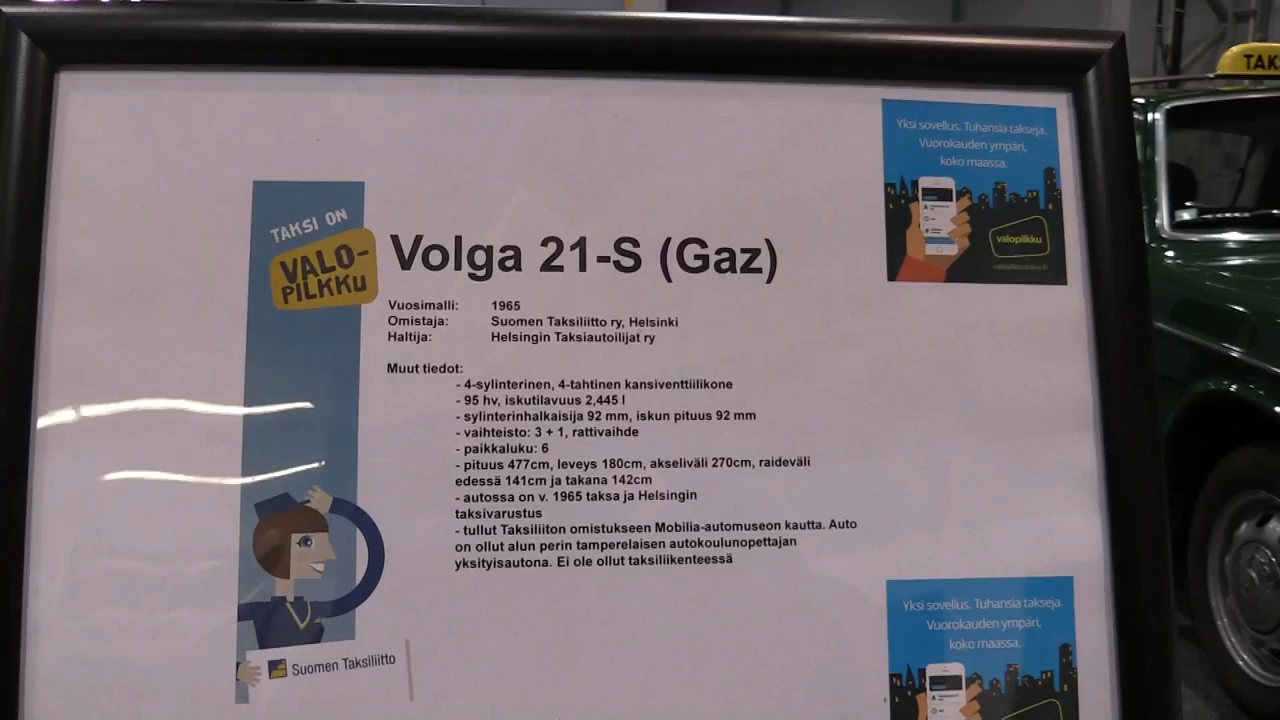 TAKSI
Yksi sovellus. Tuhansia takseja.
Vuorokauden ympäri,
koko maassa.
valopilkku
TAKSI ON
VALO-
PILKKU
Volga 21-S (Gaz)
Vuosimalli: 1965
Omistaja: Suomen Taksiliitto ry, Helsinki
Haltija: Helsingin Taksiautoilijat ry
Muut tiedot:
- 4-sylinterinen, 4-tahtinen kansiventtiilikone
- 95 hv, iskutilavuus 2,445 l
- sylinterinhalkaisija 92 mm, iskun pituus 92 mm
- vaihteisto: 3 + 1, rattivaihde
- paikkaluku: 6
- pituus 477cm, leveys 180cm, akseliväli 270cm, raideväli
edessä 141cm ja takana 142cm
- autossa on v. 1965 taksa ja Helsingin
taksivarustus
- tullut Taksiliiton omistukseen Mobilia-automuseon kautta. Auto
on ollut alun perin tamperelaisen autokoulunopettajan
yksityisautona. Ei ole ollut taksiliikenteessä
Yksi sovellus. Tuhansia takseja.
Vuorokauden ympäri,
koko maassa.
Suomen Taksiliitto